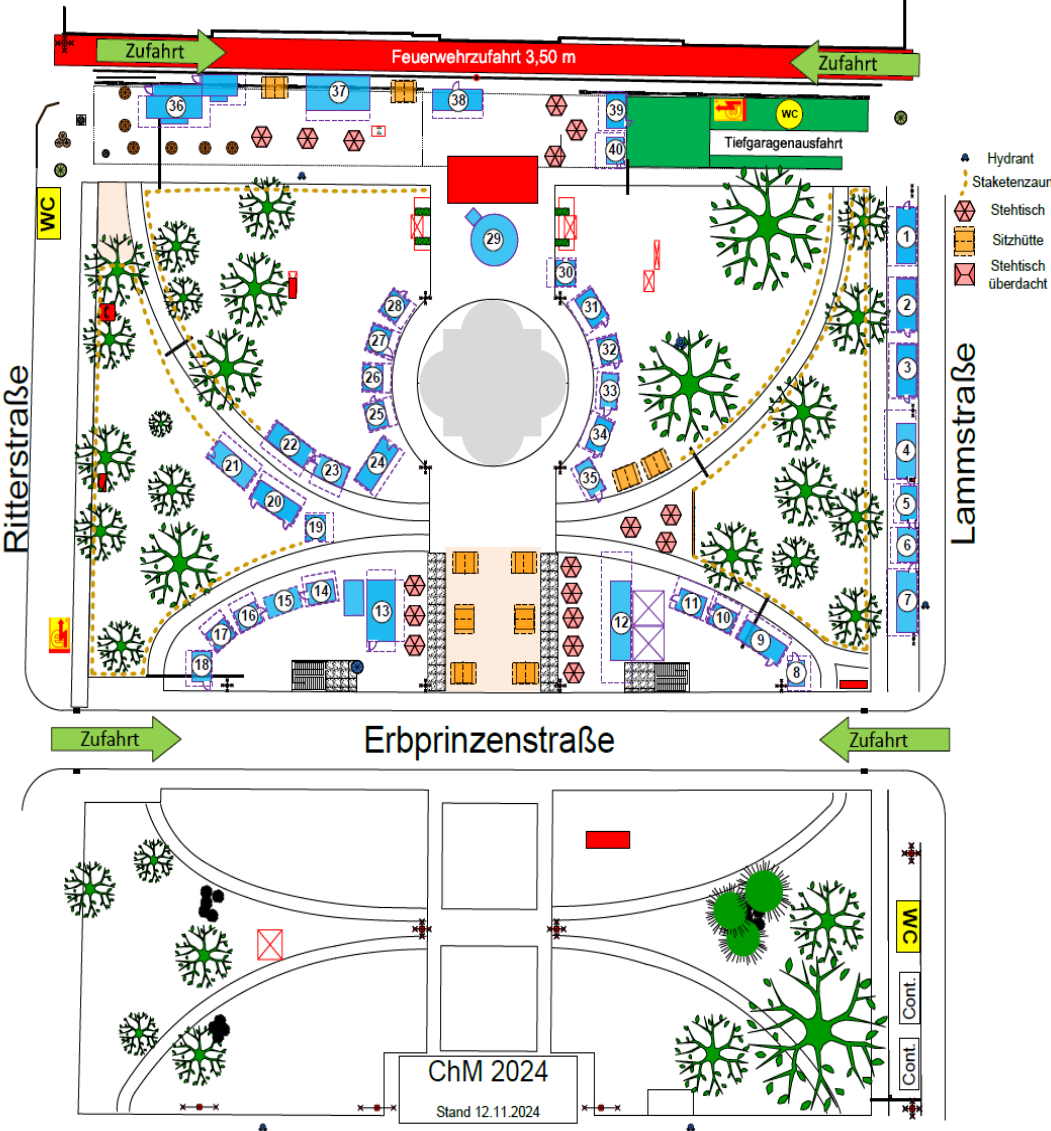 Zufahrt
Feuerwehrzufahrt 3,50 m
Zufahrt
36
37
38
39
40
WC
Tiefgaragenausfahrt
Hydrant
Staketenzaun
Stehtisch
Sitzhütte
Stehtisch
überdacht
WC
29
30
28
31
27
32
26
33
25
34
22
24
35
21
23
20
19
1
2
3
4
5
6
7
Ritterstraße
Lammstraße
14
15
16
17
18
13
12
11
10
9
8
Zufahrt
Erbprinzenstraße
Zufahrt
WC
Cont.
Cont.
ChM 2024
Stand 12.11.2024